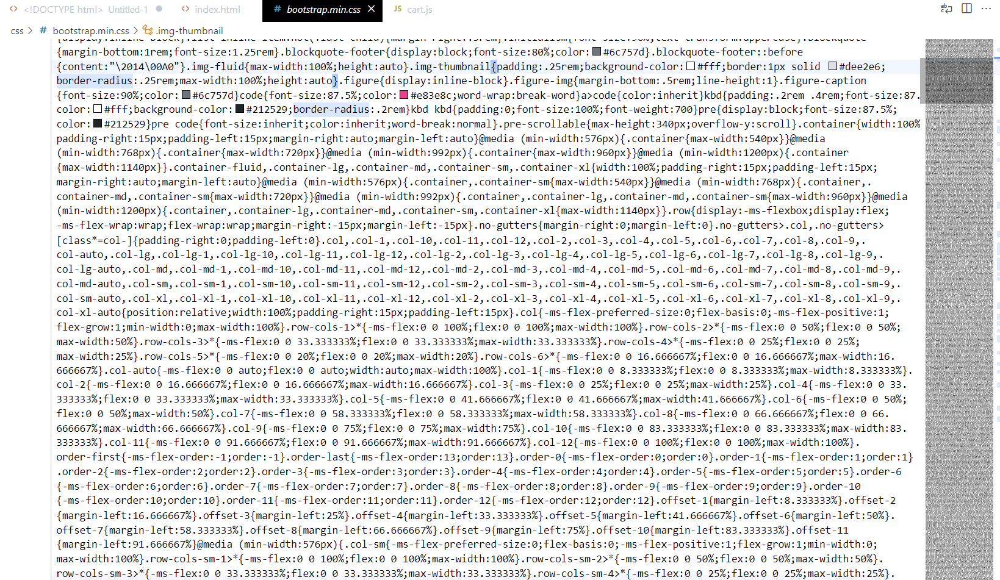 <> <!DOCTYPE html> Untitled-1 ● <> index.html # bootstrap.min.css × JS cart.js
css > # bootstrap.min.css > .img-thumbnail
{display:inline-block}.list-inline-item:not(:last-child){margin-right:.5rem}.initialism{font-size:90%;text-transform:uppercase}.blockquote
{margin-bottom:1rem;font-size:1.25rem}.blockquote-footer{display:block;font-size:80%;color:#6c757d}.blockquote-footer::before
{content:"\2014\00A0"}.img-fluid{max-width:100%;height:auto}.img-thumbnail{padding:.25rem;background-color:#fff;border:1px solid #dee2e6;
border-radius:.25rem;max-width:100%;height:auto}.figure{display:inline-block}.figure-img{margin-bottom:.5rem;line-height:1}.figure-caption
{font-size:90%;color:#6c757d}code{font-size:87.5%;color:#e83e8c;word-wrap:break-word}a>code{color:inherit}kbd{padding:.2rem .4rem;font-size:87.
color:#fff;background-color:#212529;border-radius:.2rem}kbd kbd{padding:0;font-size:100%;font-weight:700}pre{display:block;font-size:87.5%;
color:#212529}pre code{font-size:inherit;color:inherit;word-break:normal}.pre-scrollable{max-height:340px;overflow-y:scroll}.container{width:100%
padding-right:15px;padding-left:15px;margin-right:auto;margin-left:auto}@media (min-width:576px){.container{max-width:540px}}@media
(min-width:768px){.container{max-width:720px}}@media (min-width:992px){.container{max-width:960px}}@media (min-width:1200px){.container
{max-width:1140px}}.container-fluid,.container-lg,.container-md,.container-sm,.container-xl{width:100%;padding-right:15px;padding-left:15px;
margin-right:auto;margin-left:auto}@media (min-width:576px){.container,.container-sm{max-width:540px}}@media (min-width:768px){.container,.
container-md,.container-sm{max-width:720px}}@media (min-width:992px){.container,.container-lg,.container-md,.container-sm{max-width:960px}}@media
(min-width:1200px){.container,.container-lg,.container-md,.container-sm,.container-xl{max-width:1140px}}.row{display:-ms-flexbox;display:flex;
-ms-flex-wrap:wrap;flex-wrap:wrap;margin-right:-15px;margin-left:-15px}.no-gutters{margin-right:0;margin-left:0}.no-gutters>.col,.no-gutters>
[class*=col-]{padding-right:0;padding-left:0}.col,.col-1,.col-10,.col-11,.col-12,.col-2,.col-3,.col-4,.col-5,.col-6,.col-7,.col-8,.col-9,.
col-auto,.col-lg,.col-lg-1,.col-lg-10,.col-lg-11,.col-lg-12,.col-lg-2,.col-lg-3,.col-lg-4,.col-lg-5,.col-lg-6,.col-lg-7,.col-lg-8,.col-lg-9,.
col-lg-auto,.col-md,.col-md-1,.col-md-10,.col-md-11,.col-md-12,.col-md-2,.col-md-3,.col-md-4,.col-md-5,.col-md-6,.col-md-7,.col-md-8,.col-md-9,.
col-md-auto,.col-sm,.col-sm-1,.col-sm-10,.col-sm-11,.col-sm-12,.col-sm-2,.col-sm-3,.col-sm-4,.col-sm-5,.col-sm-6,.col-sm-7,.col-sm-8,.col-sm-9,.
col-sm-auto,.col-xl,.col-xl-1,.col-xl-10,.col-xl-11,.col-xl-12,.col-xl-2,.col-xl-3,.col-xl-4,.col-xl-5,.col-xl-6,.col-xl-7,.col-xl-8,.col-xl-9,.
col-xl-auto{position:relative;width:100%;padding-right:15px;padding-left:15px}.col{-ms-flex-preferred-size:0;flex-basis:0;-ms-flex-positive:1;
flex-grow:1;min-width:0;max-width:100%}.row-cols-1>*{-ms-flex:0 0 100%;flex:0 0 100%;max-width:100%}.row-cols-2>*{-ms-flex:0 0 50%;flex:0 0 50%;
max-width:50%}.row-cols-3>*{-ms-flex:0 0 33.333333%;flex:0 0 33.333333%;max-width:33.333333%}.row-cols-4>*{-ms-flex:0 0 25%;flex:0 0 25%;
max-width:25%}.row-cols-5>*{-ms-flex:0 0 20%;flex:0 0 20%;max-width:20%}.row-cols-6>*{-ms-flex:0 0 16.666667%;flex:0 0 16.666667%;max-width:16.
666667%}.col-auto{-ms-flex:0 0 auto;flex:0 0 auto;width:auto;max-width:100%}.col-1{-ms-flex:0 0 8.333333%;flex:0 0 8.333333%;max-width:8.333333%}.
col-2{-ms-flex:0 0 16.666667%;flex:0 0 16.666667%;max-width:16.666667%}.col-3{-ms-flex:0 0 25%;flex:0 0 25%;max-width:25%}.col-4{-ms-flex:0 0 33.
333333%;flex:0 0 33.333333%;max-width:33.333333%}.col-5{-ms-flex:0 0 41.666667%;flex:0 0 41.666667%;max-width:41.666667%}.col-6{-ms-flex:0 0 50%;
flex:0 0 50%;max-width:50%}.col-7{-ms-flex:0 0 58.333333%;flex:0 0 58.333333%;max-width:58.333333%}.col-8{-ms-flex:0 0 66.666667%;flex:0 0 66.
666667%;max-width:66.666667%}.col-9{-ms-flex:0 0 75%;flex:0 0 75%;max-width:75%}.col-10{-ms-flex:0 0 83.333333%;flex:0 0 83.333333%;max-width:83.
333333%}.col-11{-ms-flex:0 0 91.666667%;flex:0 0 91.666667%;max-width:91.666667%}.col-12{-ms-flex:0 0 100%;flex:0 0 100%;max-width:100%}.
order-first{-ms-flex-order:-1;order:-1}.order-last{-ms-flex-order:13;order:13}.order-0{-ms-flex-order:0;order:0}.order-1{-ms-flex-order:1;order:1}
.order-2{-ms-flex-order:2;order:2}.order-3{-ms-flex-order:3;order:3}.order-4{-ms-flex-order:4;order:4}.order-5{-ms-flex-order:5;order:5}.order-6
{-ms-flex-order:6;order:6}.order-7{-ms-flex-order:7;order:7}.order-8{-ms-flex-order:8;order:8}.order-9{-ms-flex-order:9;order:9}.order-10
{-ms-flex-order:10;order:10}.order-11{-ms-flex-order:11;order:11}.order-12{-ms-flex-order:12;order:12}.offset-1{margin-left:8.333333%}.offset-2
{margin-left:16.666667%}.offset-3{margin-left:25%}.offset-4{margin-left:33.333333%}.offset-5{margin-left:41.666667%}.offset-6{margin-left:50%}.
offset-7{margin-left:58.333333%}.offset-8{margin-left:66.666667%}.offset-9{margin-left:75%}.offset-10{margin-left:83.333333%}.offset-11
{margin-left:91.666667%}@media (min-width:576px){.col-sm{-ms-flex-preferred-size:0;flex-basis:0;-ms-flex-positive:1;flex-grow:1;min-width:0;
max-width:100%}.row-cols-sm-1>*{-ms-flex:0 0 100%;flex:0 0 100%;max-width:100%}.row-cols-sm-2>*{-ms-flex:0 0 50%;flex:0 0 50%;max-width:50%}.
row-cols-sm-3>*{-ms-flex:0 0 33.333333%;flex:0 0 33.333333%;max-width:33.333333%}.row-cols-sm-4>*{-ms-flex:0 0 25%;flex:0 0 25%;max-width:25%}.